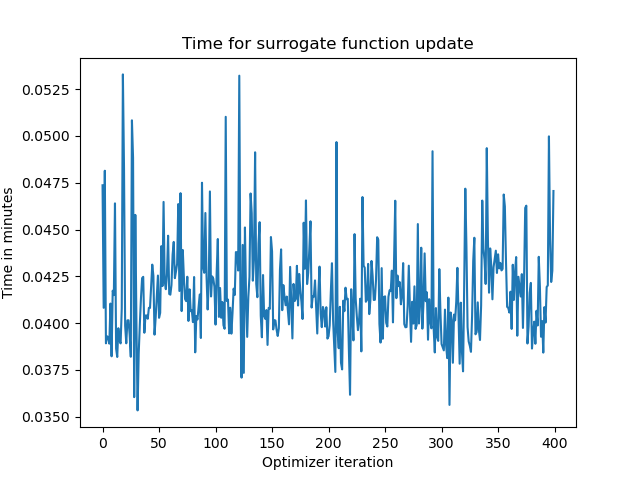 Time for surrogate function update
0.0525
0.0500
0.0475
0.0450
0.0425
0.0400
0.0375
0.0350
Time in minutes
0 50 100 150 200 250 300 350 400
Optimizer iteration